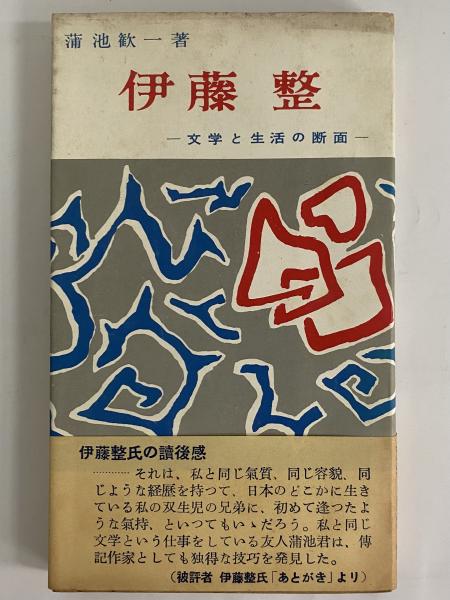 蒲池歓一著
伊藤 整
―文学と生活の断面―
伊藤整氏の讀後感
…………それは、私と同じ氣質、同じ容貌、同
じような経歴を持つて、日本のどこかに生き
ている私の双生児の兄弟に、初めて逢つたよ
うな氣持、といつてもいゝだろう。私と同じ
文学という仕事をしている友人蒲池君は、傳
記作家としても独得な技巧を発見した。
(被評者 伊藤整氏「あとがき」より)